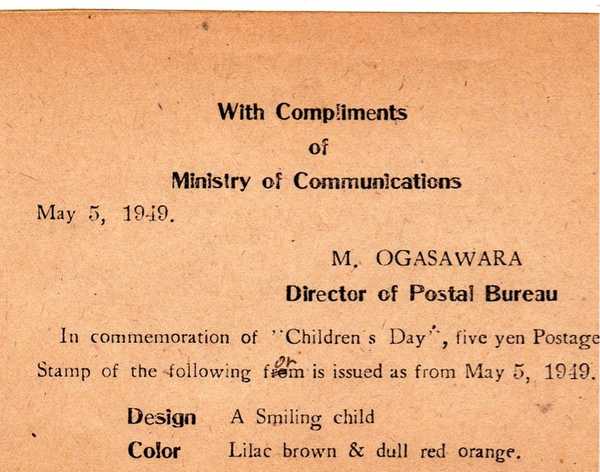 With Compliments
of
Ministry of Communications
May 5, 1949.
M. OGASAWARA
Director of Postal Bureau
In commemoration of "Children's Day", five yen Postage
or
Stamp of the following from is issued as from May 5, 1949.
Design A Smiling child
Color Lilac brown & dull red orange.